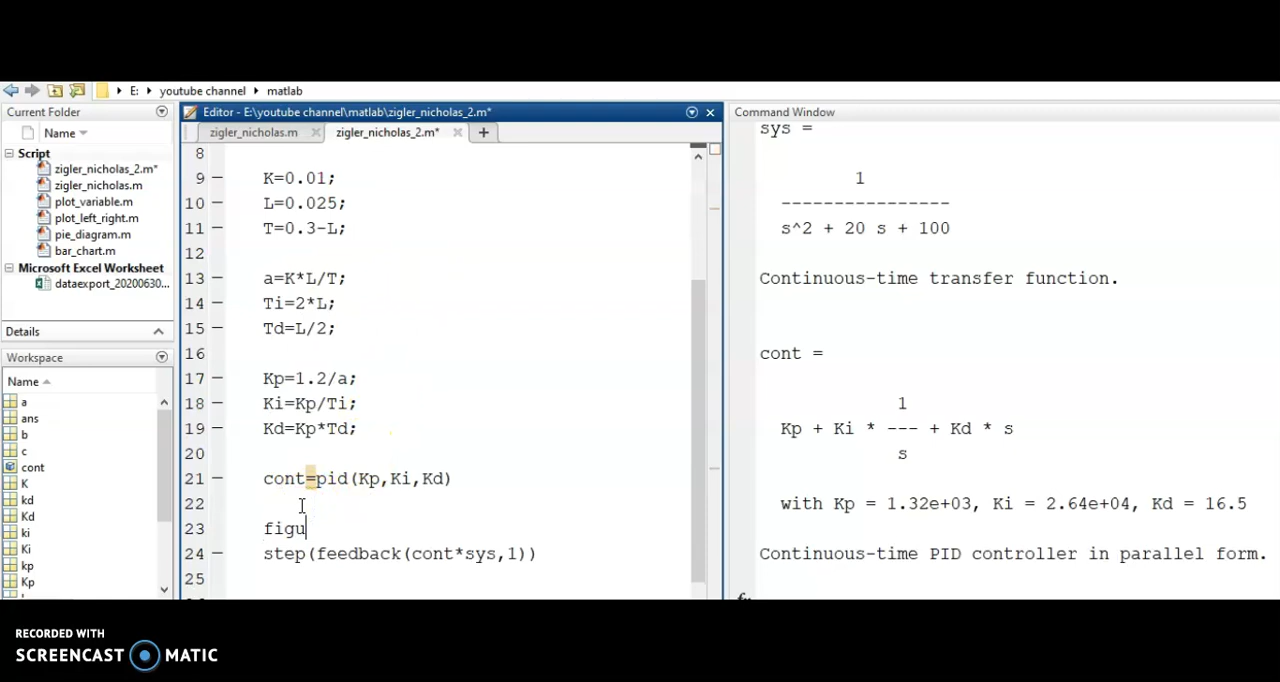 E: ▸ youtube channel ▸ matlab
Current Folder
Name
Script
zigler_nicholas_2.m*
zigler_nicholas.m
plot_variable.m
plot_left_right.m
pie_diagram.m
bar_chart.m
Microsoft Excel Worksheet
dataexport_20200630...
Details
Workspace
Name
a
ans
b
c
cont
K
kd
Kd
ki
Ki
kp
Kp
Editor - E:\youtube channel\matlab\zigler_nicholas_2.m*
zigler_nicholas.m zigler_nicholas_2.m*
8
9 K=0.01;
10 L=0.025;
11 T=0.3-L;
12
13 a=K*L/T;
14 Ti=2*L;
15 Td=L/2;
16
17 Kp=1.2/a;
18 Ki=Kp/Ti;
19 Kd=Kp*Td;
20
21 cont=pid(Kp,Ki,Kd)
22
23 figu
24 step(feedback(cont*sys,1))
25
Command Window
sys =
1
----------------
s^2 + 20 s + 100
Continuous-time transfer function.
cont =
1
Kp + Ki * --- + Kd * s
s
with Kp = 1.32e+03, Ki = 2.64e+04, Kd = 16.5
Continuous-time PID controller in parallel form.
RECORDED WITH
SCREENCAST MATIC